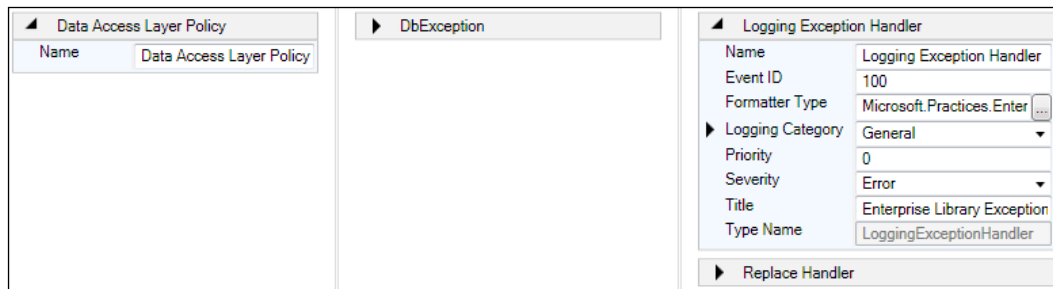 Data Access Layer Policy
Name Data Access Layer Policy
DbException
Logging Exception Handler
Name Logging Exception Handler
Event ID 100
Formatter Type Microsoft.Practices.Enter ...
Logging Category General
Priority 0
Severity Error
Title Enterprise Library Exception
Type Name LoggingExceptionHandler
Replace Handler